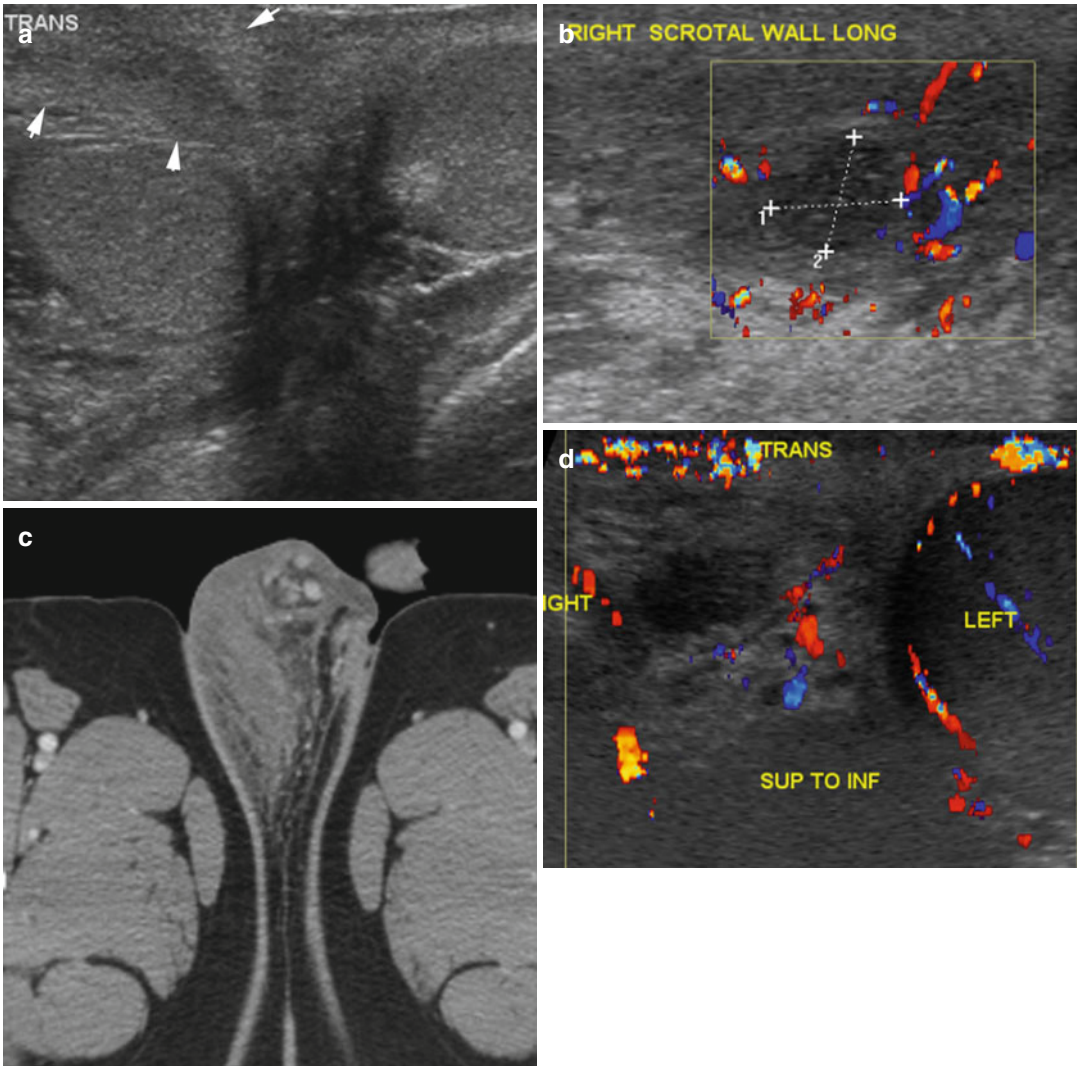 a
TRANS
b
RIGHT SCROTAL WALL LONG
1
2
c
d
TRANS
IGHT
LEFT
SUP TO INF